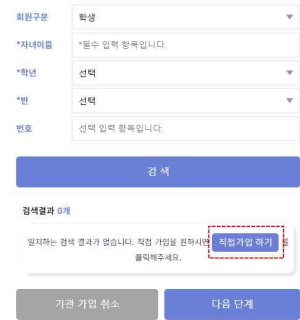 회원구분 학생
*자녀이름 *필수 입력 항목입니다.
*학년 선택
*반 선택
번호 선택 입력 항목입니다.
검 색
검색결과 0개
일치하는 검색 결과가 없습니다. 직접 가입을 원하시면 직접가입 하기 를
클릭해주세요.
기관 가입 취소 다음 단계